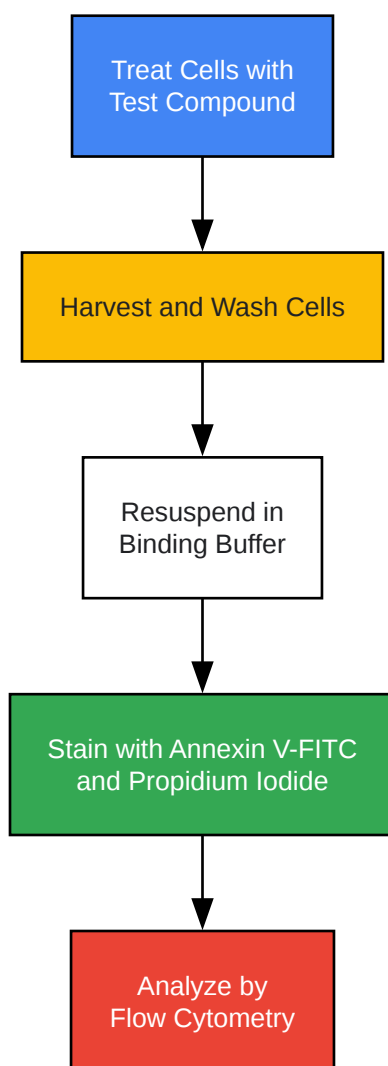 Treat Cells with
Test Compound
Harvest and Wash Cells
Resuspend in
Binding Buffer
Stain with Annexin V-FITC
and Propidium Iodide
Analyze by
Flow Cytometry